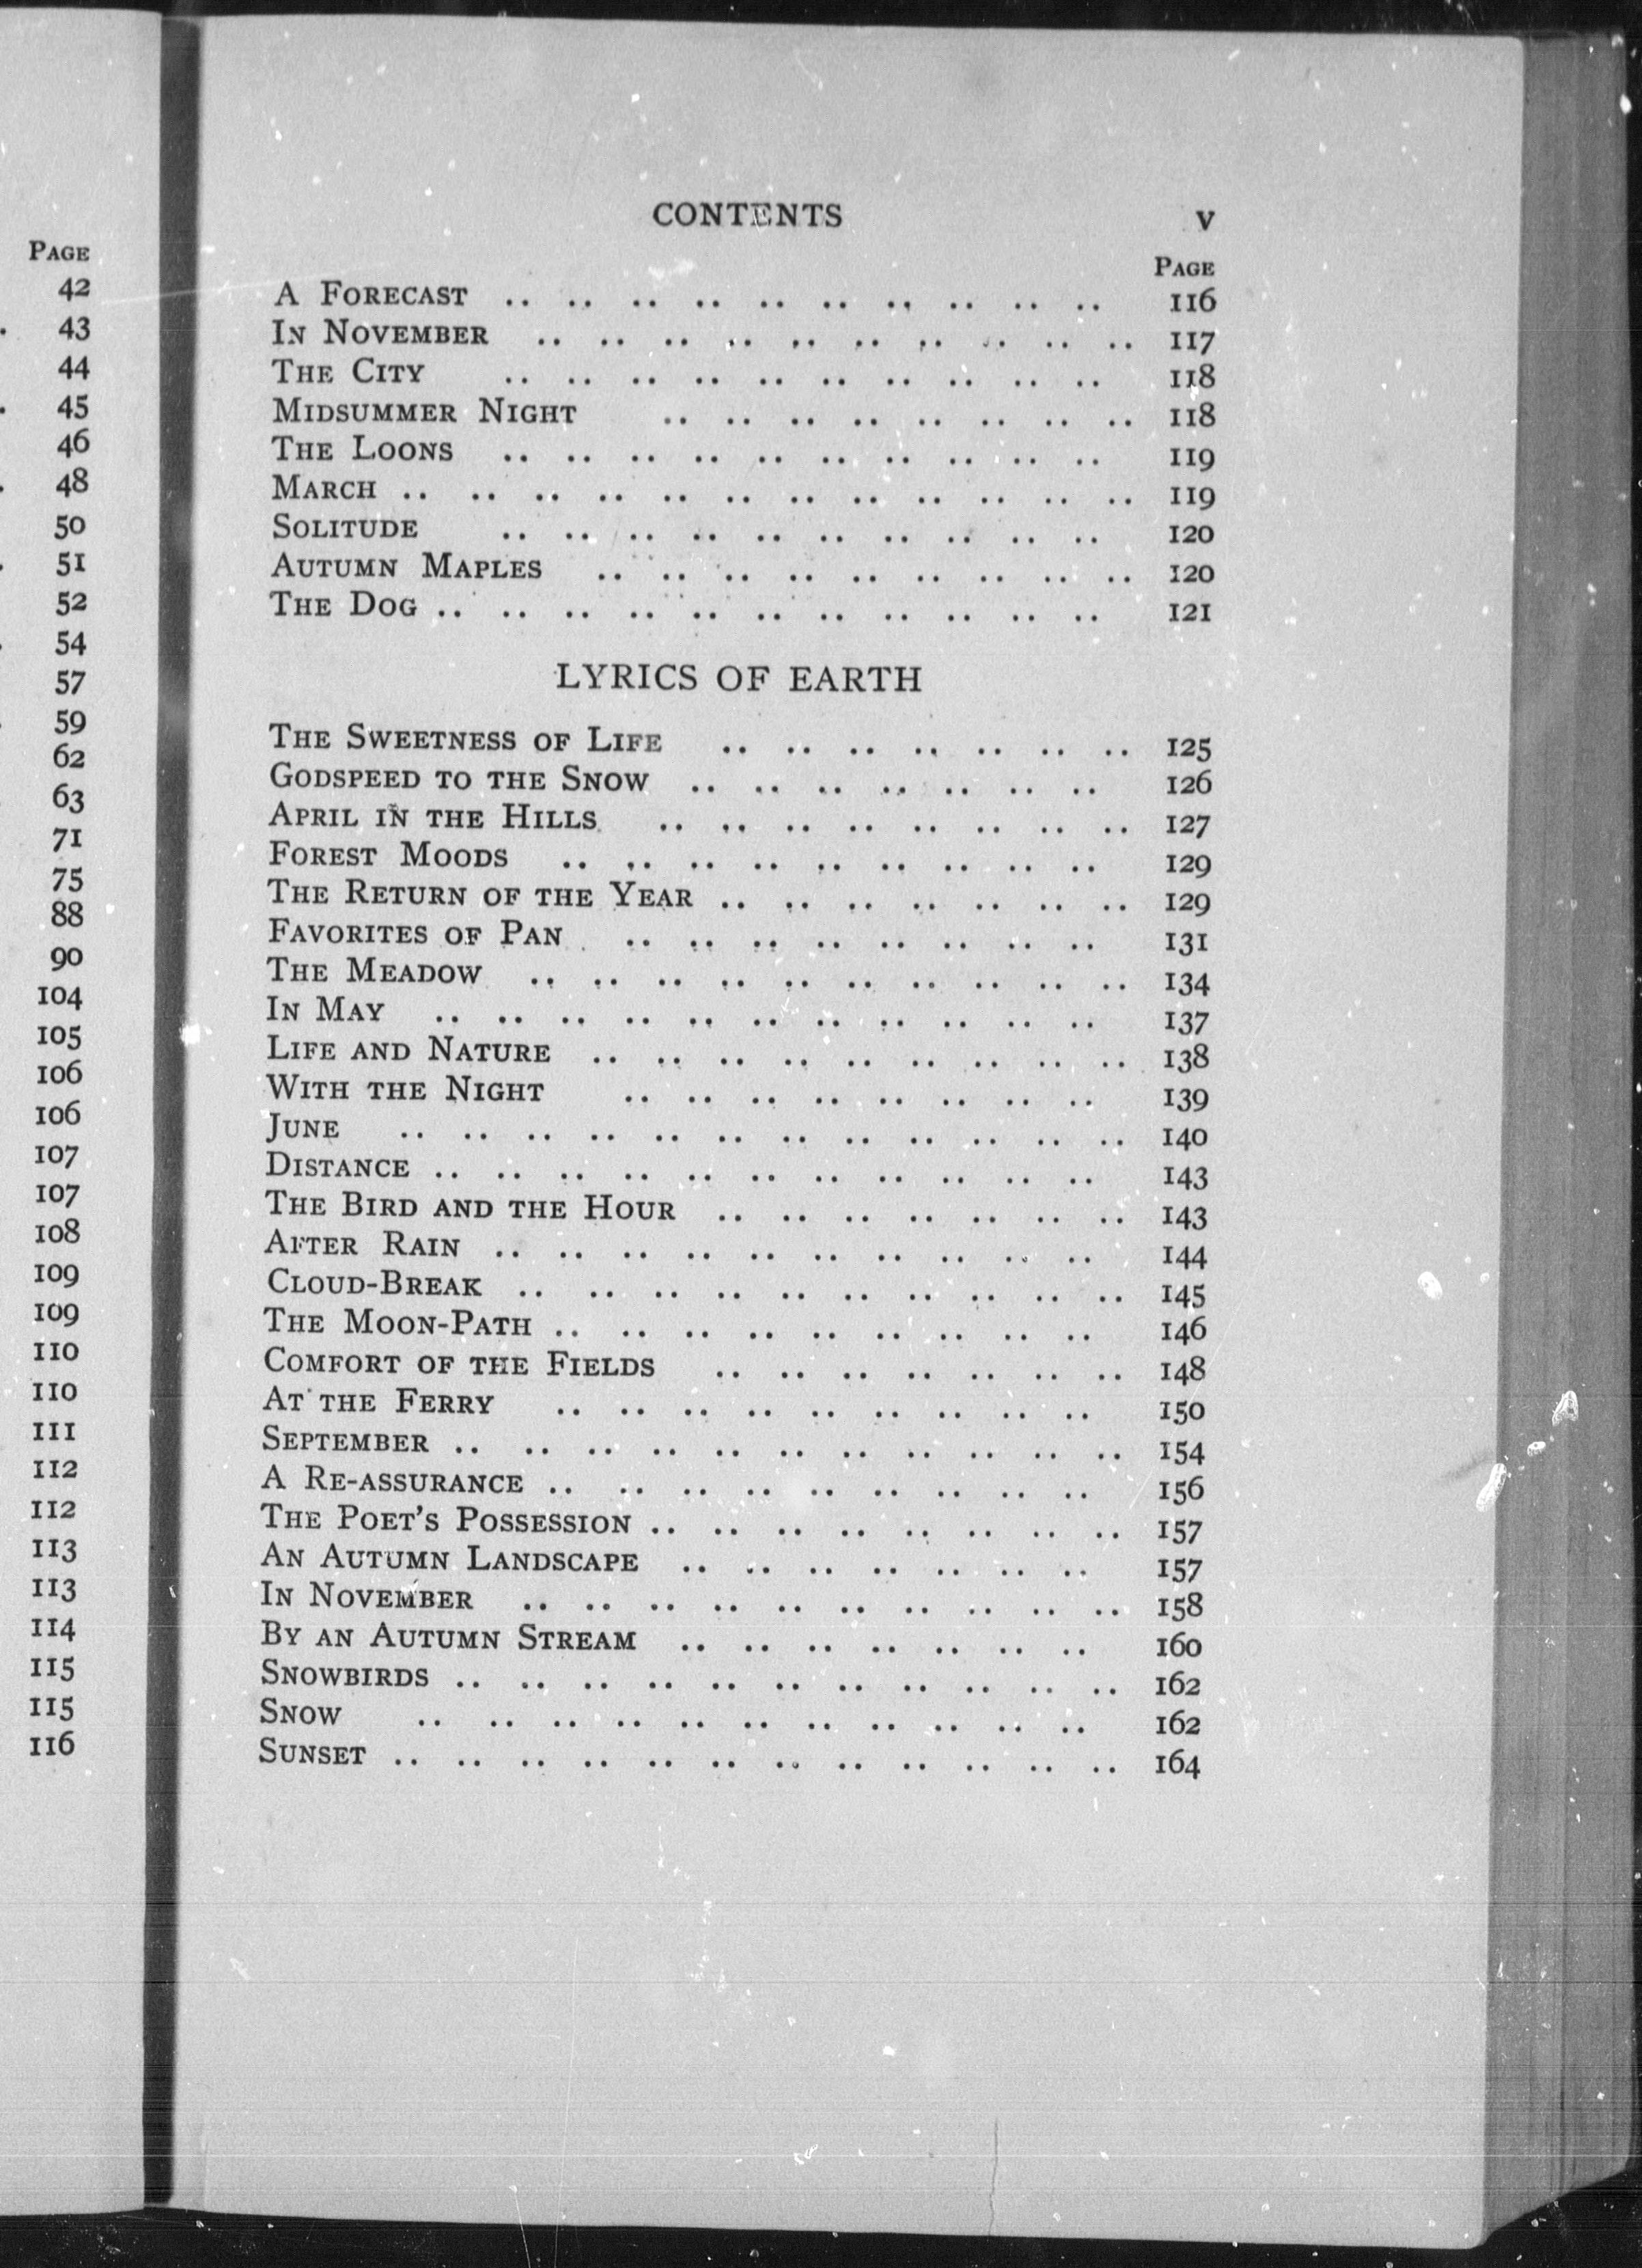 PAGE
42
. 43
44
. 45
46
. 48
50
. 51
52
. 54
57
. 59
62
63
71
75
88
90
104
105
106
106
107
107
108
109
109
110
110
111
112
112
113
113
114
115
115
116
CONTENTS v
PAGE
A FORECAST .. .. .. .. .. .. .. .. .. .. 116
IN NOVEMBER .. .. .. .. .. .. .. .. .. .. 117
THE CITY .. .. .. .. .. .. .. .. .. .. 118
MIDSUMMER NIGHT .. .. .. .. .. .. .. .. 118
THE LOONS .. .. .. .. .. .. .. .. .. .. 119
MARCH .. .. .. .. .. .. .. .. .. .. .. .. 119
SOLITUDE .. .. .. .. .. .. .. .. .. .. 120
AUTUMN MAPLES .. .. .. .. .. .. .. .. .. 120
THE DOG .. .. .. .. .. .. .. .. .. .. .. 121
LYRICS OF EARTH
THE SWEETNESS OF LIFE .. .. .. .. .. .. .. 125
GODSPEED TO THE SNOW .. .. .. .. .. .. .. 126
APRIL IN THE HILLS .. .. .. .. .. .. .. .. 127
FOREST MOODS .. .. .. .. .. .. .. .. .. 129
THE RETURN OF THE YEAR .. .. .. .. .. .. .. 129
FAVORITES OF PAN .. .. .. .. .. .. .. .. 131
THE MEADOW .. .. .. .. .. .. .. .. .. .. 134
IN MAY .. .. .. .. .. .. .. .. .. .. .. 137
LIFE AND NATURE .. .. .. .. .. .. .. .. .. 138
WITH THE NIGHT .. .. .. .. .. .. .. .. 139
JUNE .. .. .. .. .. .. .. .. .. .. .. .. 140
DISTANCE .. .. .. .. .. .. .. .. .. .. .. 143
THE BIRD AND THE HOUR .. .. .. .. .. .. .. 143
AFTER RAIN .. .. .. .. .. .. .. .. .. .. 144
CLOUD-BREAK .. .. .. .. .. .. .. .. .. .. 145
THE MOON-PATH .. .. .. .. .. .. .. .. .. 146
COMFORT OF THE FIELDS .. .. .. .. .. .. .. 148
AT THE FERRY .. .. .. .. .. .. .. .. .. 150
SEPTEMBER .. .. .. .. .. .. .. .. .. .. .. 154
A RE-ASSURANCE .. .. .. .. .. .. .. .. .. 156
THE POET'S POSSESSION .. .. .. .. .. .. .. .. 157
AN AUTUMN LANDSCAPE .. .. .. .. .. .. .. 157
IN NOVEMBER .. .. .. .. .. .. .. .. .. .. 158
BY AN AUTUMN STREAM .. .. .. .. .. .. .. 160
SNOWBIRDS .. .. .. .. .. .. .. .. .. .. .. 162
SNOW .. .. .. .. .. .. .. .. .. .. .. 162
SUNSET .. .. .. .. .. .. .. .. .. .. .. .. 164